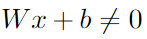 Wx + b ≠ 0